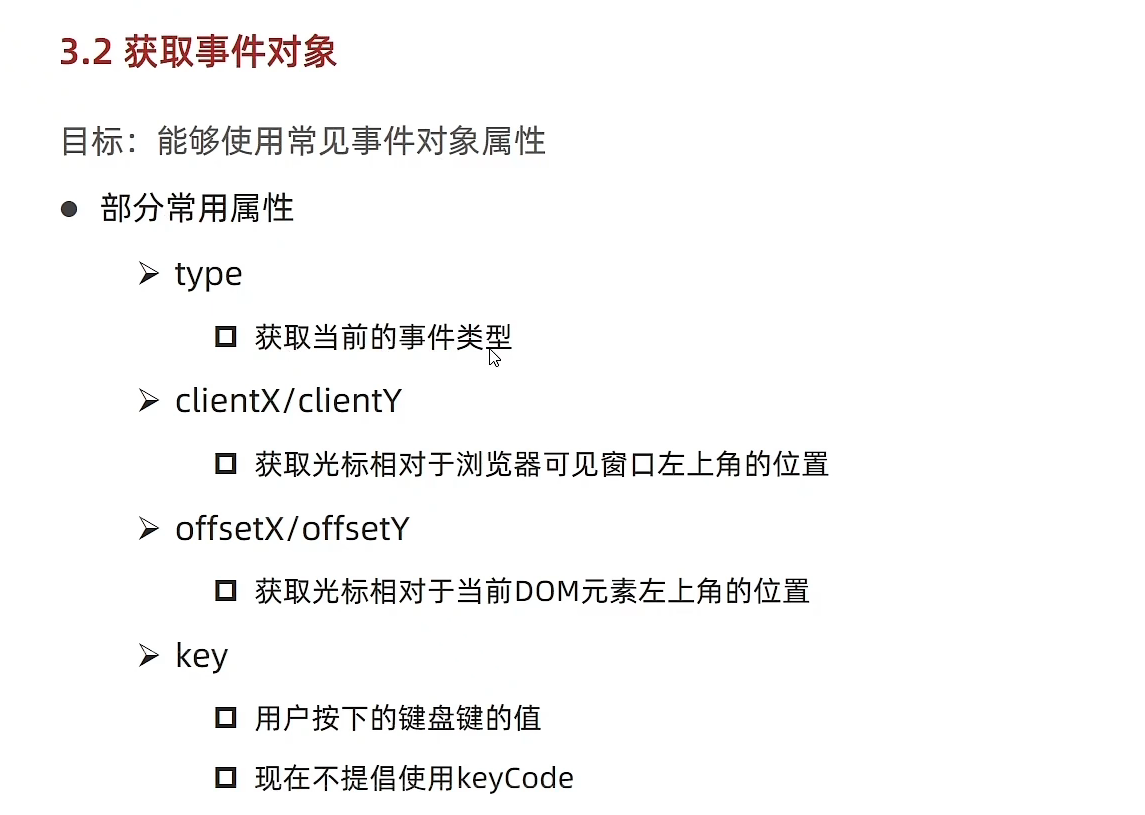 3.2 获取事件对象
目标：能够使用常见事件对象属性
部分常用属性
type
获取当前的事件类型
clientX/clientY
获取光标相对于浏览器可见窗口左上角的位置
offsetX/offsetY
获取光标相对于当前DOM元素左上角的位置
key
用户按下的键盘键的值
现在不提倡使用keyCode